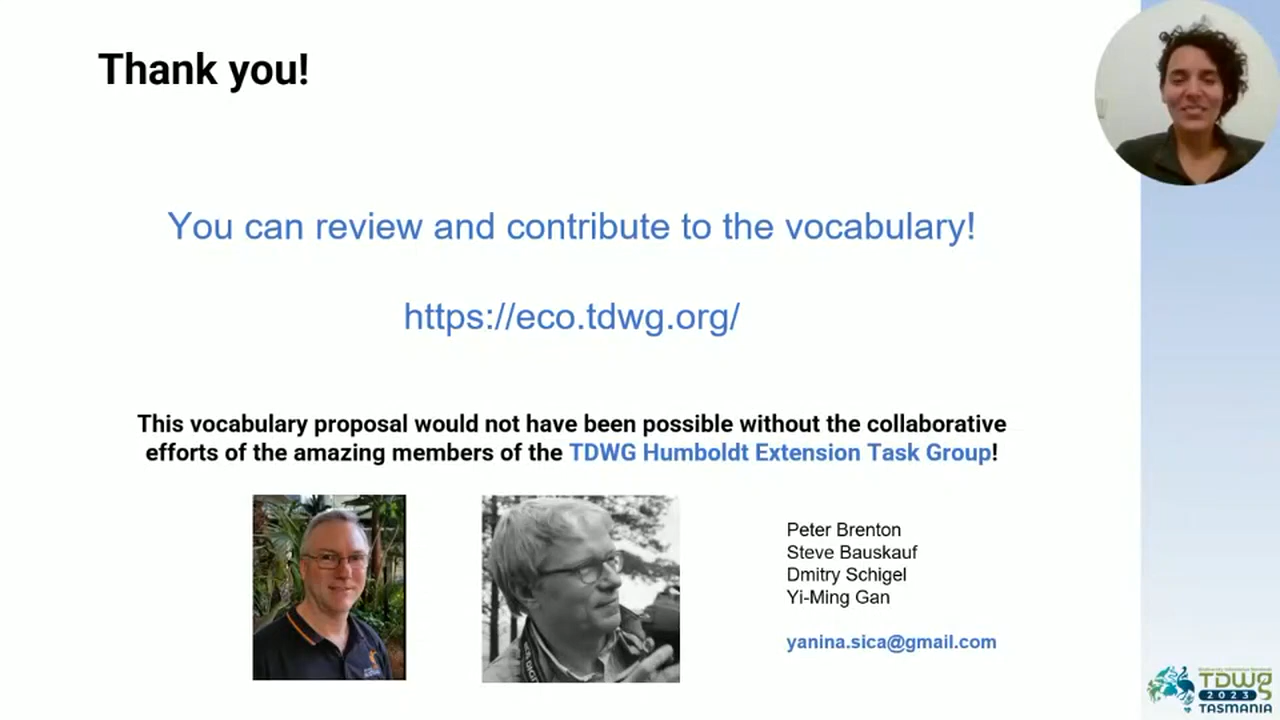 Thank you!
You can review and contribute to the vocabulary!
https://eco.tdwg.org/
This vocabulary proposal would not have been possible without the collaborative
efforts of the amazing members of the TDWG Humboldt Extension Task Group!
Peter Brenton
Steve Bauskauf
Dmitry Schigel
Yi-Ming Gan
yanina.sica@gmail.com
TDWG
2023
TASMANIA